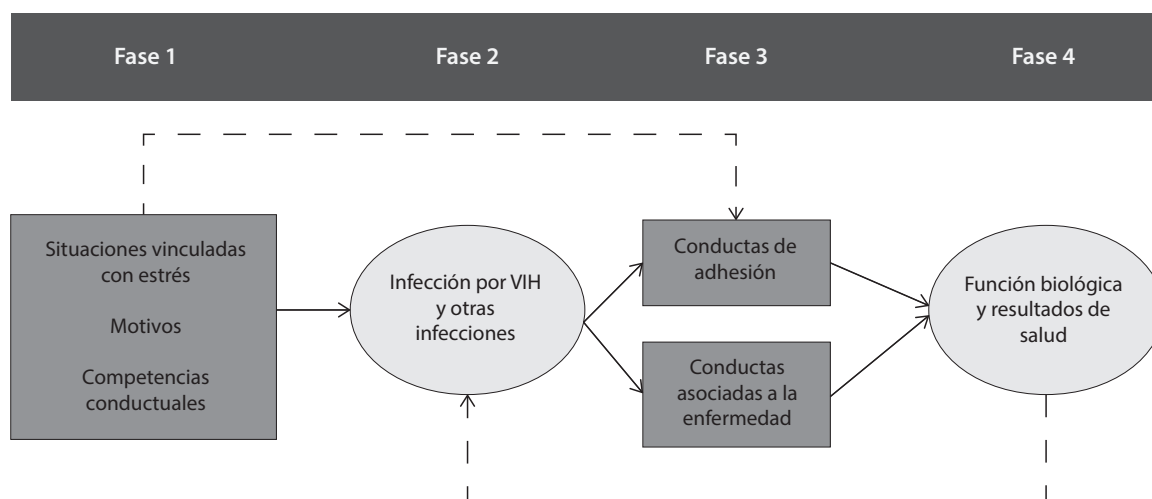 Fase 1
Fase 2
Fase 3
Fase 4
Situaciones vinculadas
con estrés
Motivos
Competencias
conductuales
Infección por VIH
y otras
infecciones
Conductas de
adhesión
Conductas
asociadas a la
enfermedad
Función biológica
y resultados de
salud